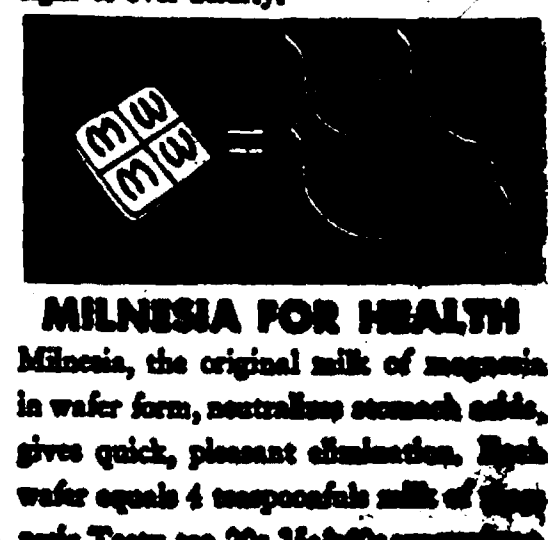 M W
M W
MILNESIA FOR HEALTH
Milnesia, the original milk of magnesia
in wafer form, neutralizes stomach acids,
gives quick, pleasant elimination. Each
wafer equals 4 teaspoonfuls milk of